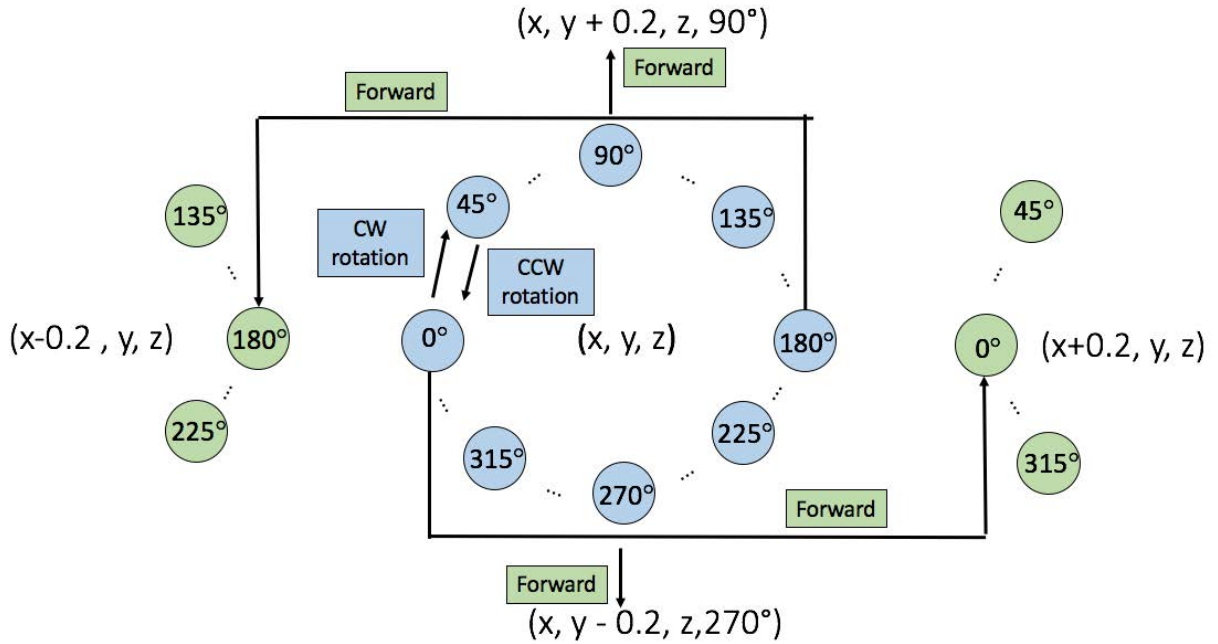 (x, y + 0.2, z, 90°)
Forward
Forward
90°
135°
45°
135°
45°
CW
rotation
CCW
rotation
(x-0.2 , y, z)
180°
0°
(x, y, z)
180°
0°
(x+0.2, y, z)
225°
315°
225°
315°
270°
Forward
Forward
(x, y - 0.2, z,270°)